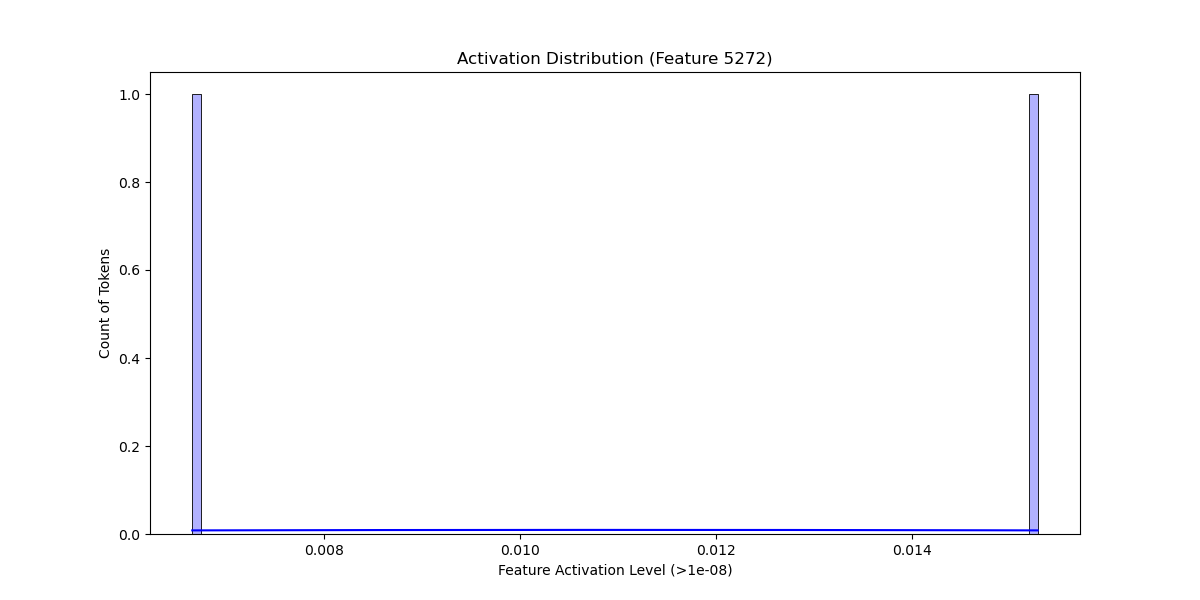 Activation Distribution (Feature 5272)
Count of Tokens
1.0
0.8
0.6
0.4
0.2
0.0
0.008 0.010 0.012 0.014
Feature Activation Level (>1e-08)